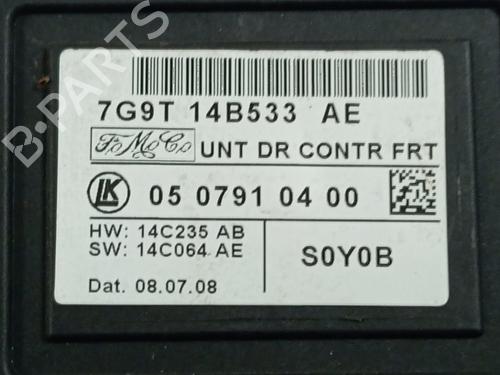 7G9T 14B533 AE
FoMoCo UNT DR CONTR FRT
LK 05 0791 04 00
HW: 14C235 AB
SW: 14C064 AE
S0Y0B
Dat. 08.07.08
B-PARTS